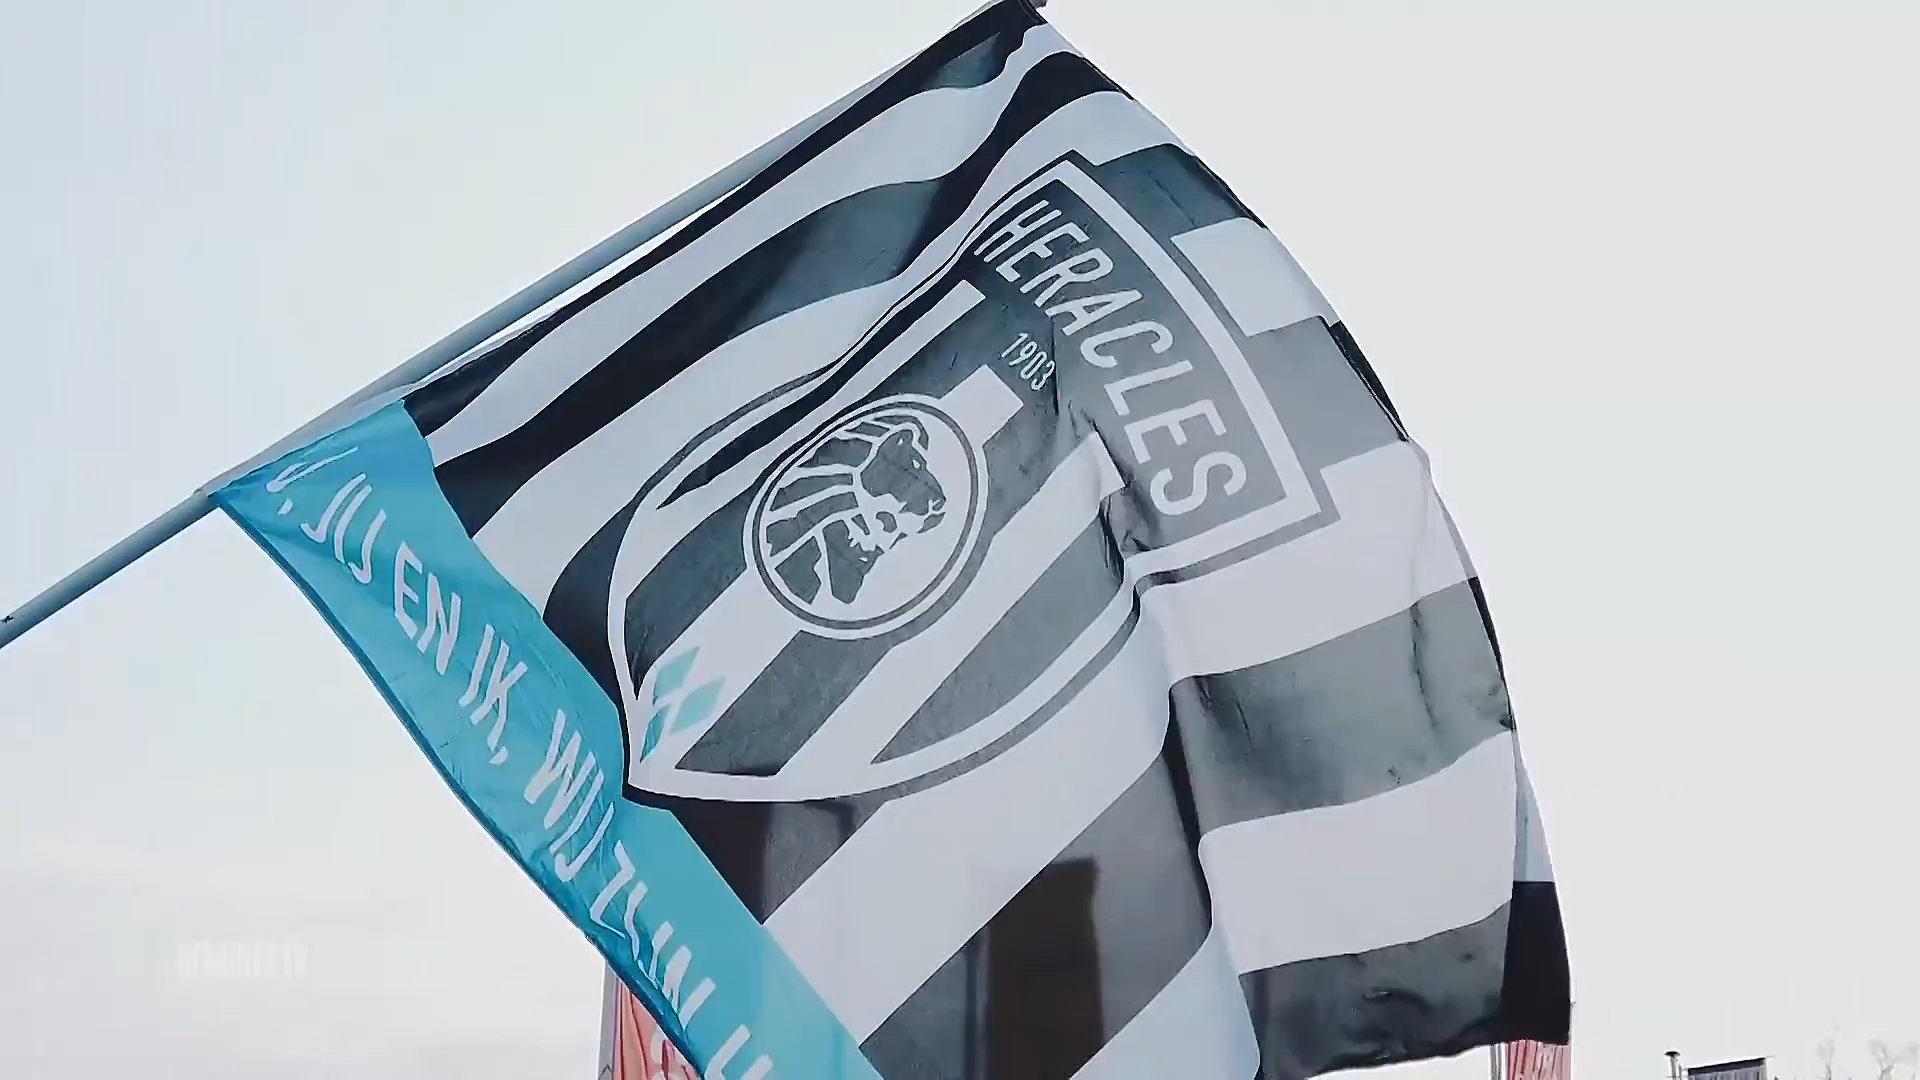 HERACLES
1903
JIJ EN IK, WIJ ZIJN